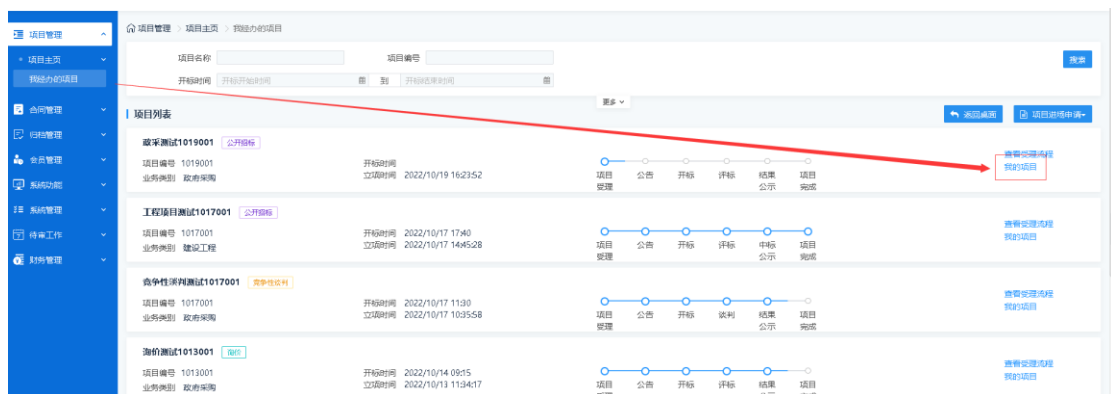 项目管理
项目管理 > 项目主页 > 我经办的项目
项目主页
我经办的项目
合同管理
归档管理
会员管理
系统功能
系统管理
待审工作
财务管理
项目名称
项目编号
搜索
开标时间 开标开始时间 到 开标结束时间
更多
项目列表
返回桌面 项目进场申请
政采测试1019001 公开招标
项目编号 1019001
业务类别 政府采购
开标时间
立项时间 2022/10/19 16:23:52
项目受理 公告 开标 评标 结果公示 项目完成
查看受理流程
我的项目
工程项目测试1017001 公开招标
项目编号 1017001
业务类别 建设工程
开标时间 2022/10/17 17:40
立项时间 2022/10/17 14:45:28
项目受理 公告 开标 评标 中标公示 项目完成
查看受理流程
我的项目
竞争性谈判测试1017001 竞争性谈判
项目编号 1017001
业务类别 政府采购
开标时间 2022/10/17 11:30
立项时间 2022/10/17 10:35:58
项目受理 公告 开标 谈判 结果公示 项目完成
查看受理流程
我的项目
询价测试1013001 询价
项目编号 1013001
业务类别 政府采购
开标时间 2022/10/14 09:15
立项时间 2022/10/13 11:34:17
项目 公告 开标 评标 结果 项目
查看受理流程
我的项目